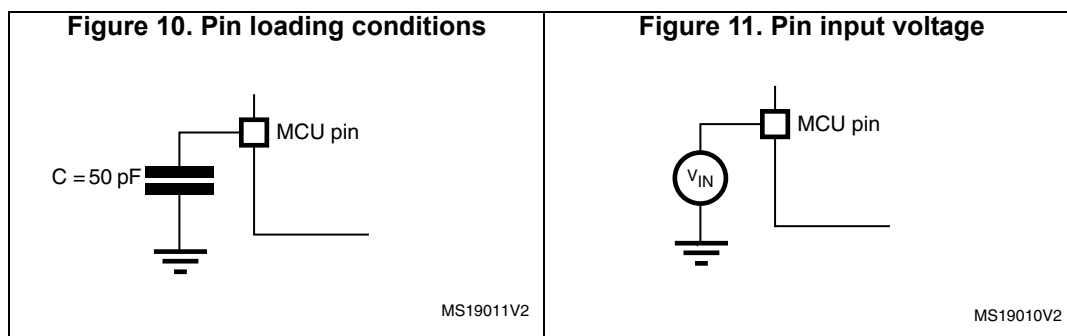 Figure 10. Pin loading conditions
MCU pin
C = 50 pF
MS19011V2
Figure 11. Pin input voltage
MCU pin
VIN
MS19010V2